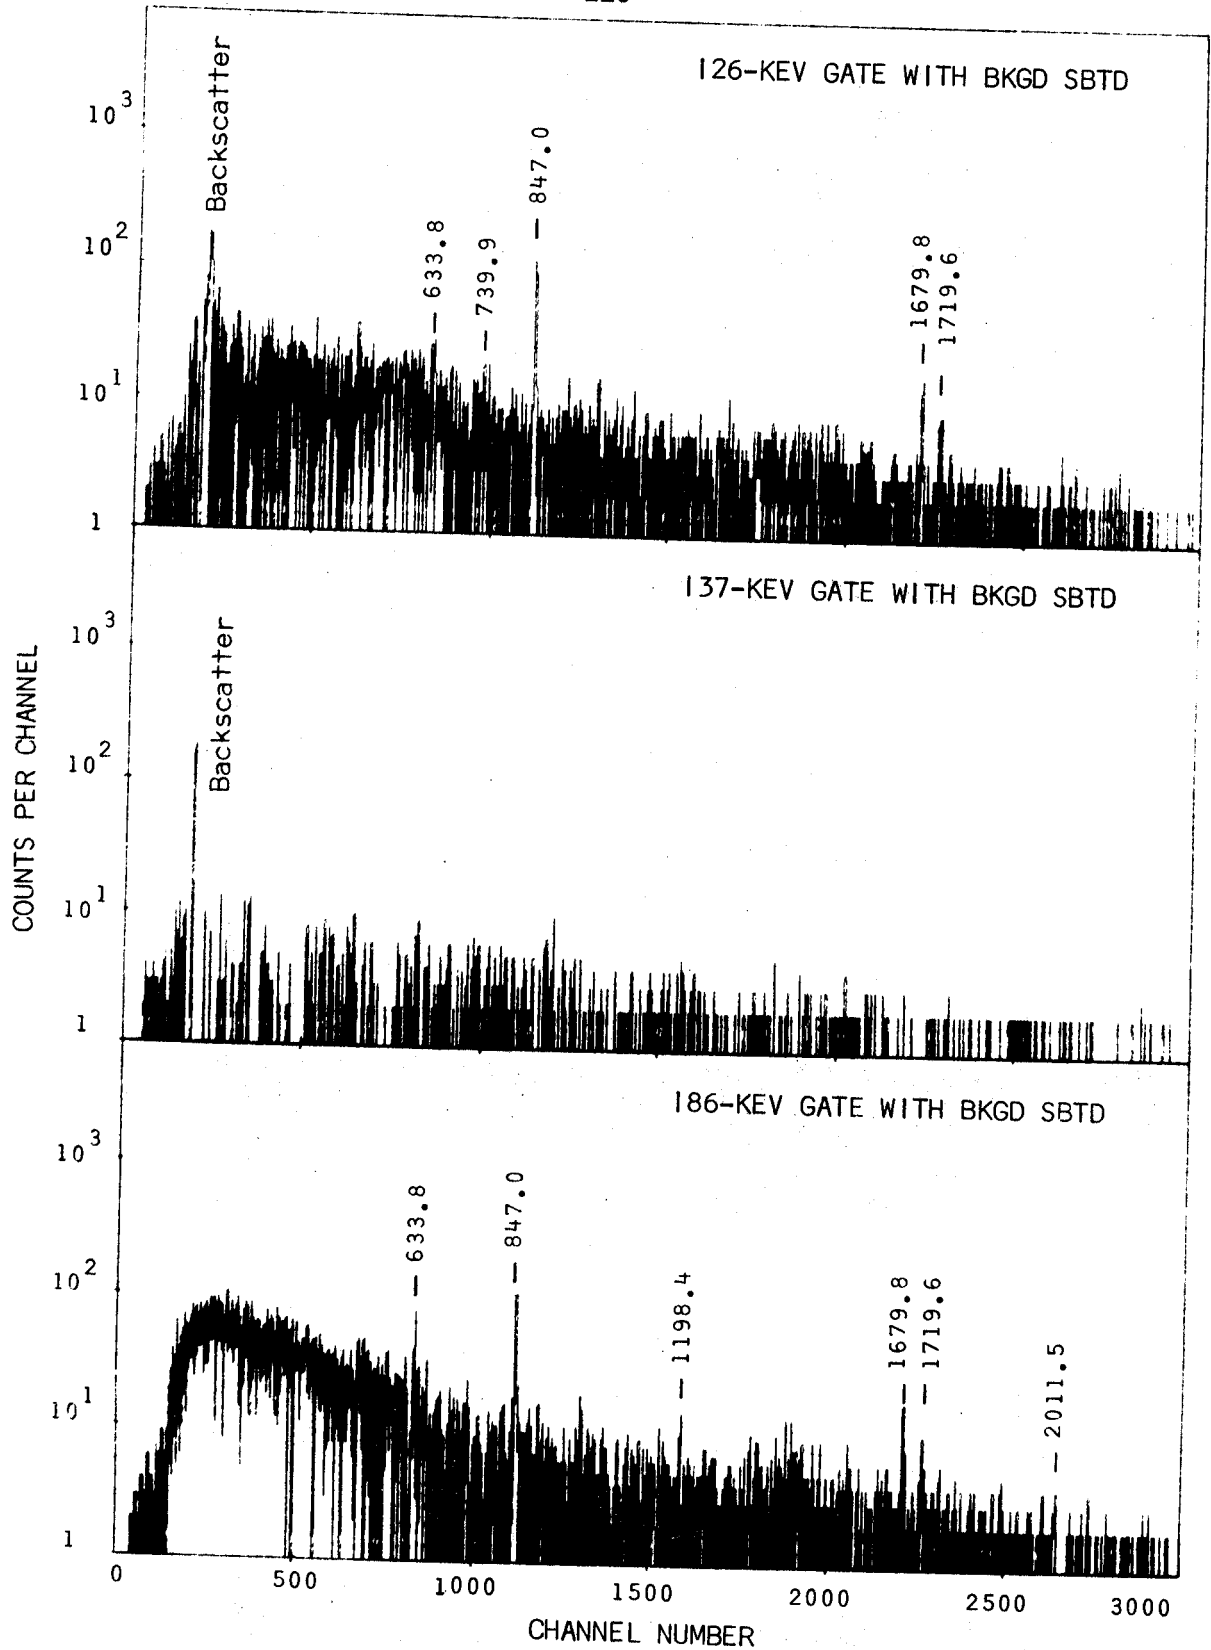 126-KEV GATE WITH BKGD SBTD
10³
10²
10¹
1
Backscatter
633.8
739.9
847.0
1679.8
1719.6
137-KEV GATE WITH BKGD SBTD
10³
10²
10¹
1
Backscatter
COUNTS PER CHANNEL
186-KEV GATE WITH BKGD SBTD
10³
10²
10¹
1
633.8
847.0
1198.4
1679.8
1719.6
2011.5
0 500 1000 1500 2000 2500 3000
CHANNEL NUMBER